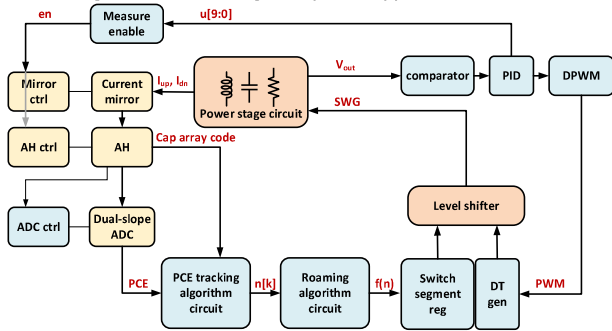 en
Measure
enable
u[9:0]
Mirror
ctrl
Current
mirror
Iup, Idn
Power stage circuit
Vout
comparator
PID
DPWM
SWG
AH ctrl
AH
Cap array code
ADC ctrl
Dual-slope
ADC
Level shifter
PCE
PCE tracking
algorithm
circuit
n[k]
Roaming
algorithm
circuit
f(n)
Switch
segment
reg
DT
gen
PWM